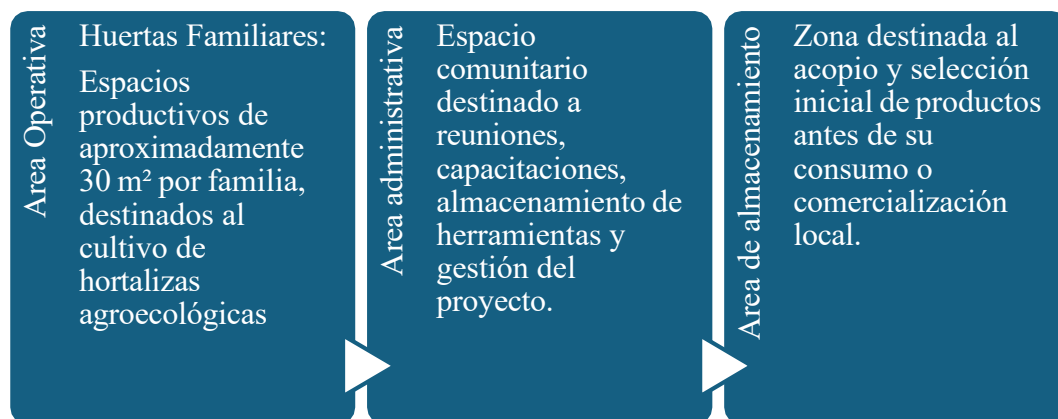 Area Operativa
Huertas Familiares:
Espacios
productivos de
aproximadamente
30 m² por familia,
destinados al
cultivo de
hortalizas
agroecológicas
Area administrativa
Espacio
comunitario
destinado a
reuniones,
capacitaciones,
almacenamiento de
herramientas y
gestión del
proyecto.
Area de almacenamiento
Zona destinada al
acopio y selección
inicial de productos
antes de su
consumo o
comercialización
local.